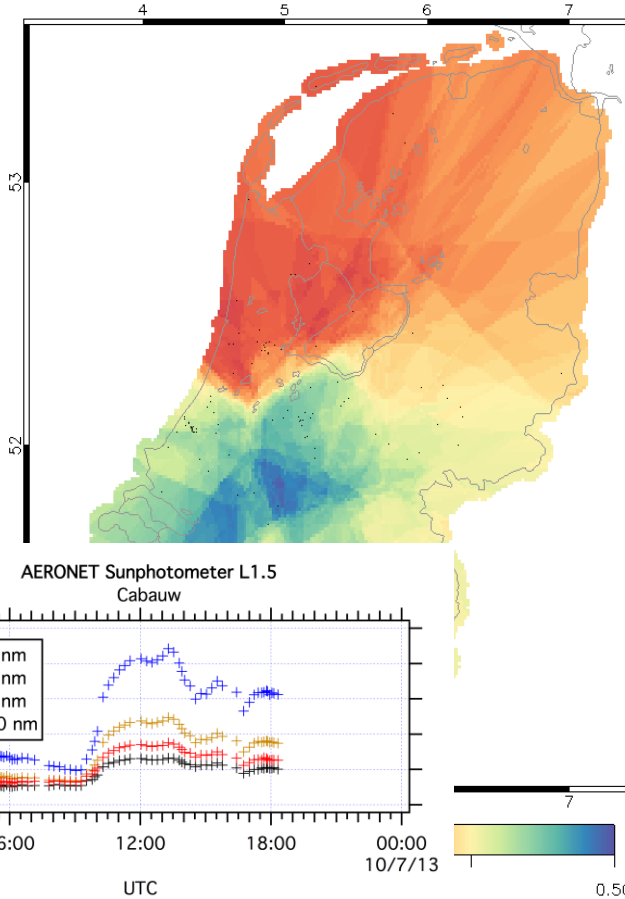 4 5 6 7
53
52
AERONET Sunphotometer L1.5
Cabauw
nm
nm
nm
0 nm
6:00 12:00 18:00 00:00
10/7/13
UTC
7
0.50